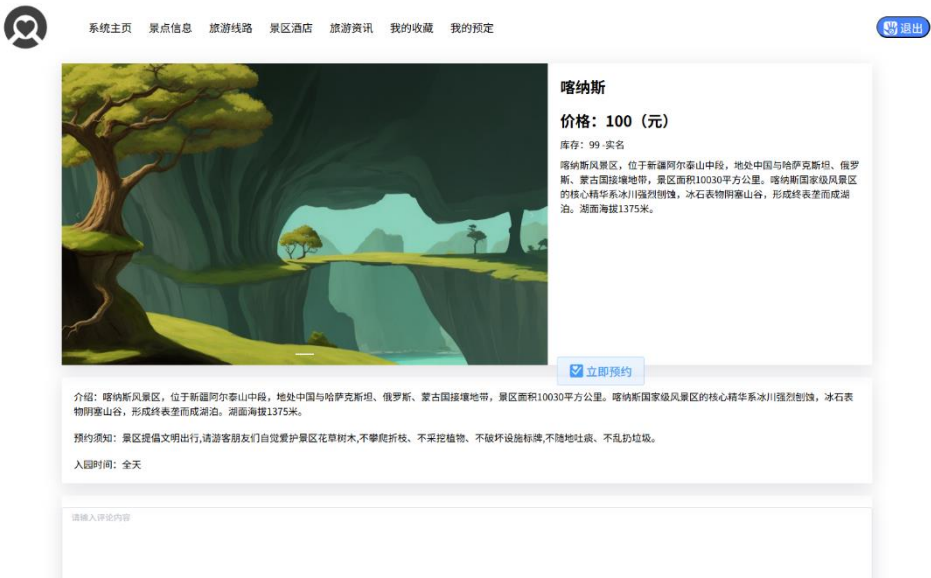 系统主页 景点信息 旅游线路 景区酒店 旅游资讯 我的收藏 我的预定
退出
喀纳斯
价格：100（元）
库存：99 -实名
喀纳斯风景区，位于新疆阿尔泰山中段，地处中国与哈萨克斯坦、俄罗
斯、蒙古国接壤地带，景区面积10030平方公里。喀纳斯国家级风景区
的核心精华系冰川强烈刨蚀，冰石表物阴塞山谷，形成终表垄而成湖
泊。湖面海拔1375米。
立即预约
介绍：喀纳斯风景区，位于新疆阿尔泰山中段，地处中国与哈萨克斯坦、俄罗斯、蒙古国接壤地带，景区面积10030平方公里。喀纳斯国家级风景区的核心精华系冰川强烈刨蚀，冰石表
物阴塞山谷，形成终表垄而成湖泊。湖面海拔1375米。
预约须知：景区提倡文明出行,请游客朋友们自觉爱护景区花草树木,不攀爬折枝、不采挖植物、不破坏设施标牌,不随地吐痰、不乱扔垃圾。
入园时间：全天
请输入评论内容